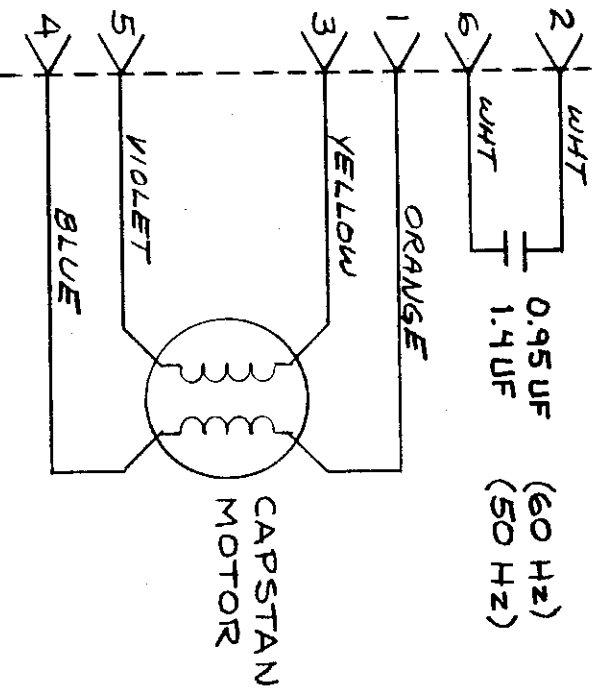 2 WHT
0.95 UF (60 Hz)
1.4 UF (50 Hz)
6 WHT
1 ORANGE
3 YELLOW
CAPSTAN
MOTOR
5 VIOLET
4 BLUE